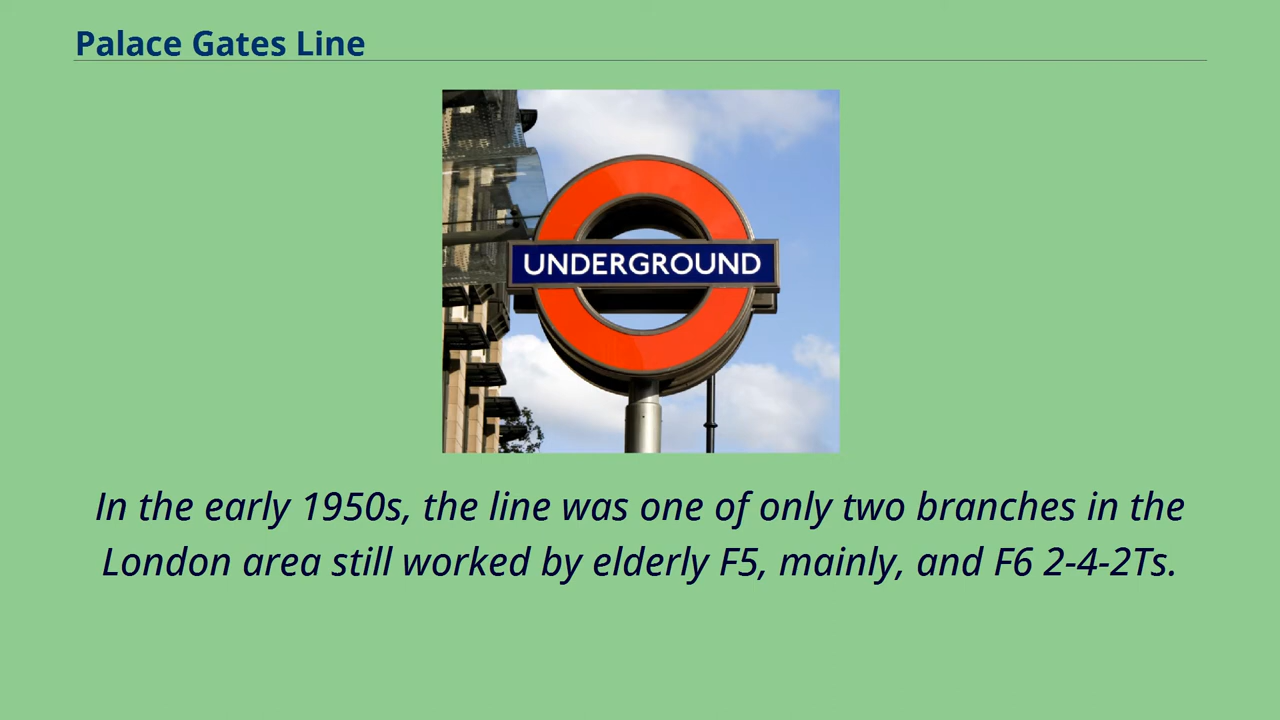 Palace Gates Line
UNDERGROUND
In the early 1950s, the line was one of only two branches in the
London area still worked by elderly F5, mainly, and F6 2-4-2Ts.